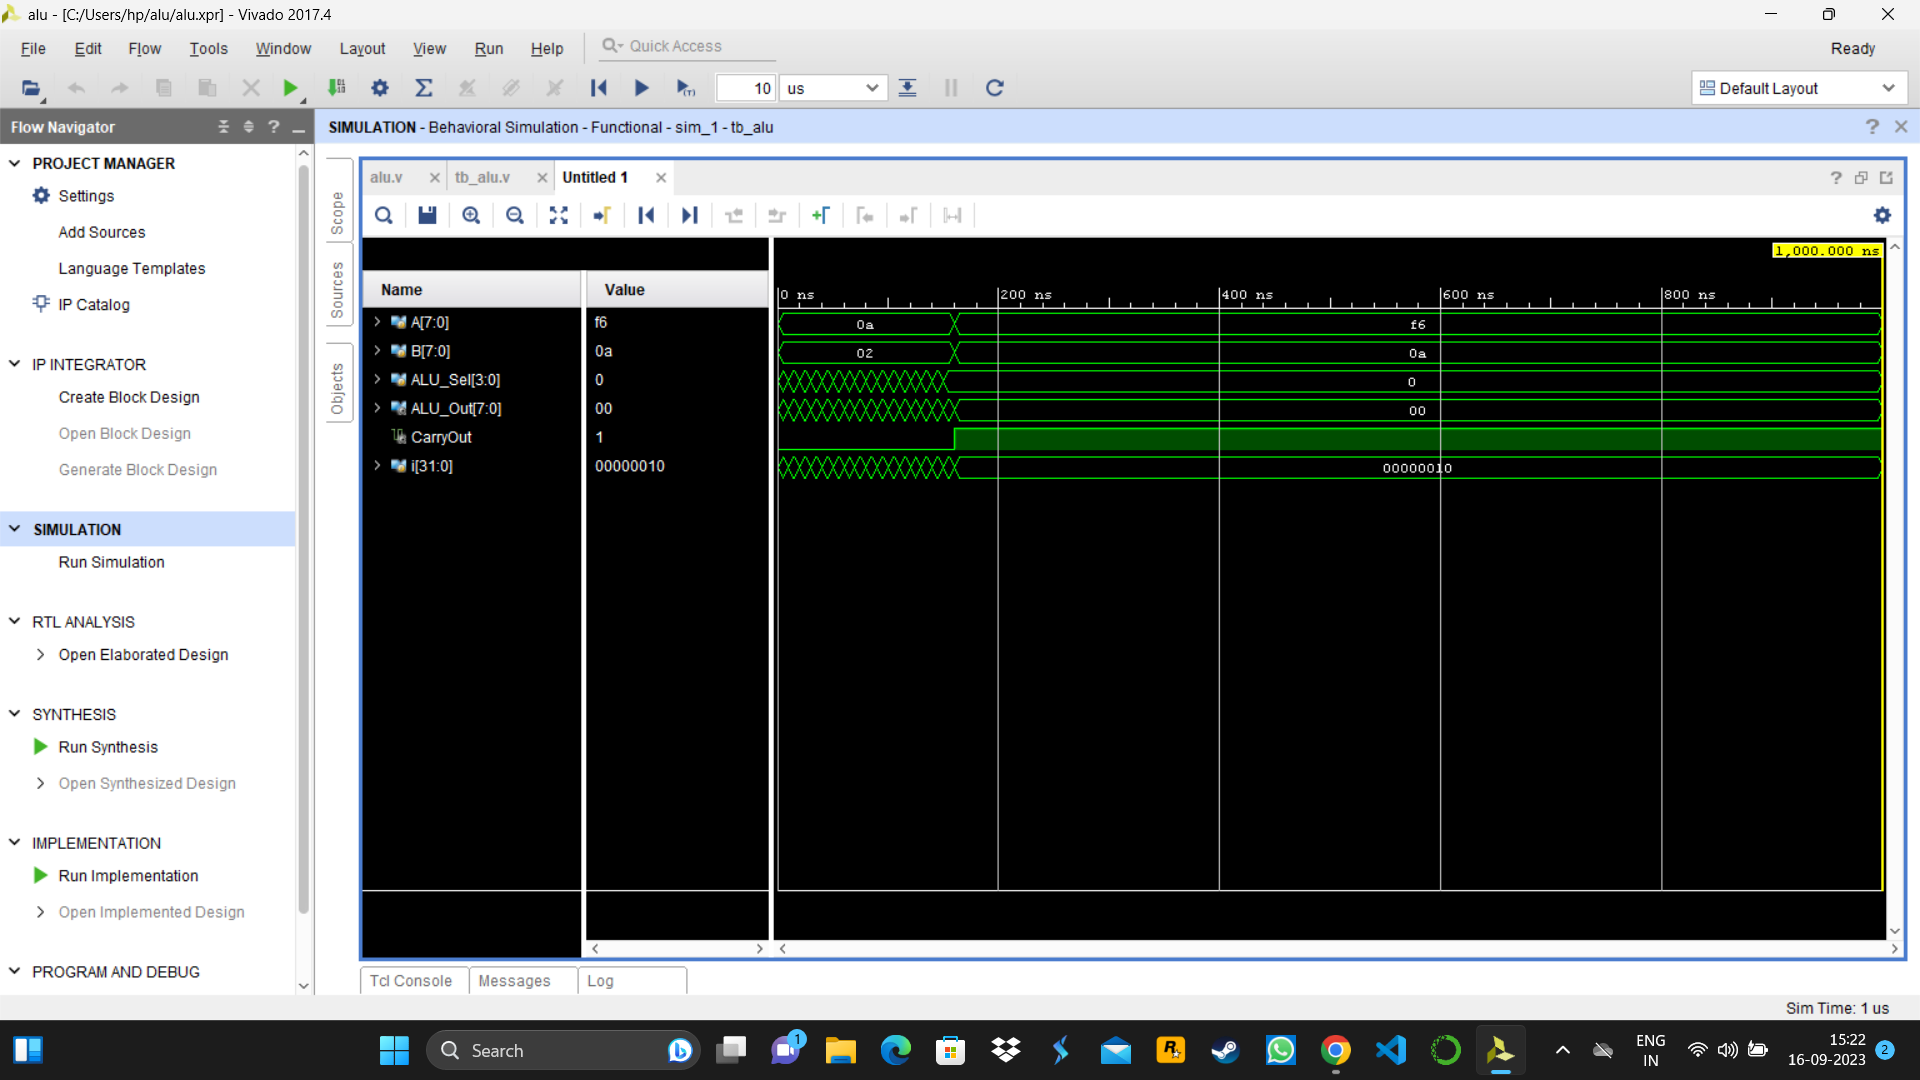 alu - [C:/Users/hp/alu/alu.xpr] - Vivado 2017.4
File Edit Flow Tools Window Layout View Run Help Quick Access Ready
10 us Default Layout
Flow Navigator
SIMULATION - Behavioral Simulation - Functional - sim_1 - tb_alu
PROJECT MANAGER
Settings
Add Sources
Language Templates
IP Catalog
IP INTEGRATOR
Create Block Design
Open Block Design
Generate Block Design
SIMULATION
Run Simulation
RTL ANALYSIS
Open Elaborated Design
SYNTHESIS
Run Synthesis
Open Synthesized Design
IMPLEMENTATION
Run Implementation
Open Implemented Design
PROGRAM AND DEBUG
Scope
Sources
Objects
alu.v tb_alu.v Untitled 1
1,000.000 ns
Name Value
0 ns 200 ns 400 ns 600 ns 800 ns
A[7:0] f6 0a f6
B[7:0] 0a 02 0a
ALU_Sel[3:0] 0 0
ALU_Out[7:0] 00 00
CarryOut 1
i[31:0] 00000010 00000010
Tcl Console Messages Log
Sim Time: 1 us
Search
1
ENG
IN
15:22
16-09-2023
2